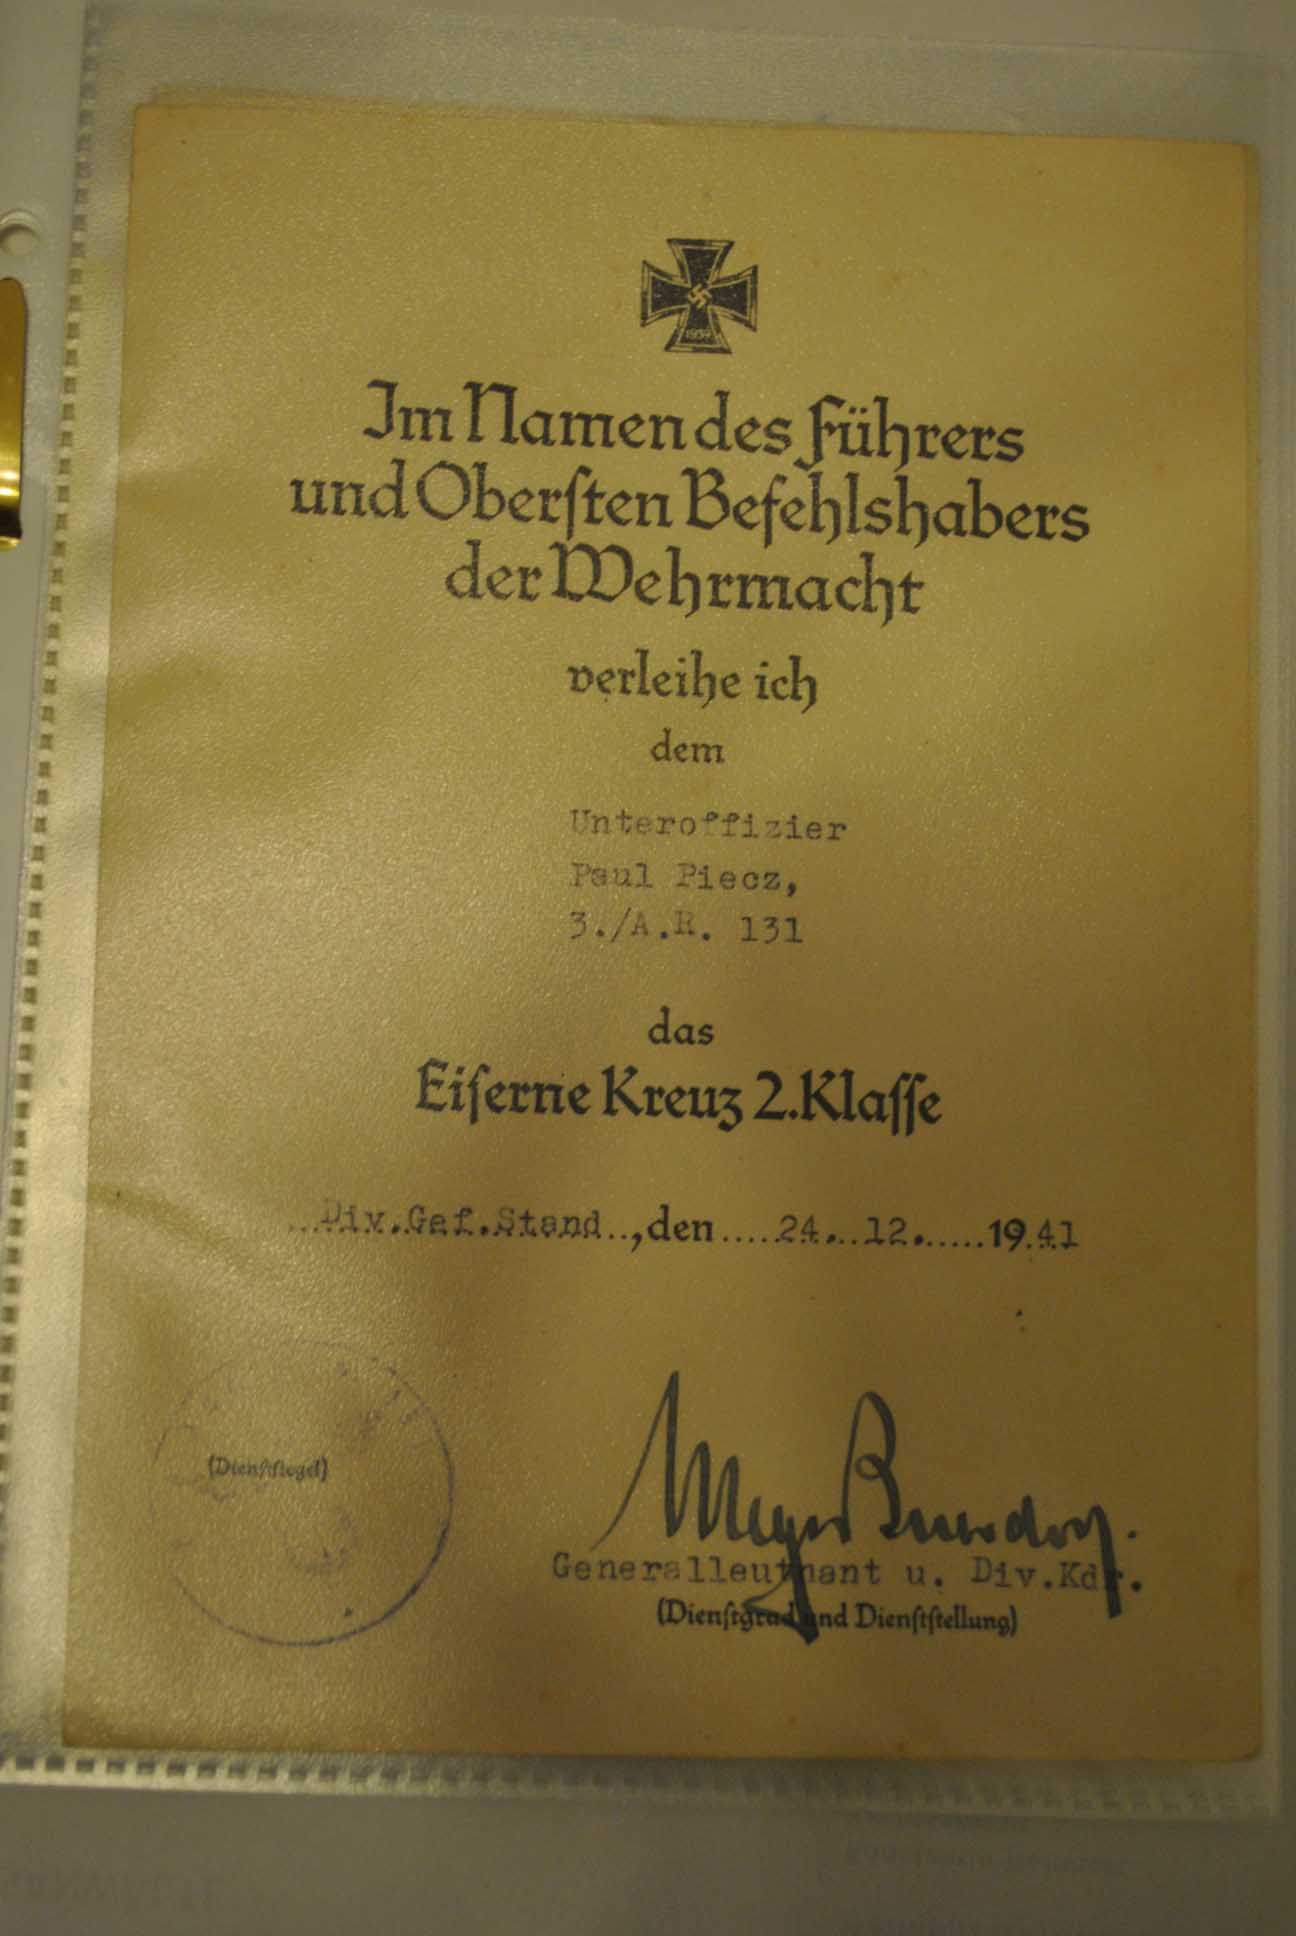 1939
Im Namen des Führers
und Oberſten Befehlshabers
der Wehrmacht
verleihe ich
dem
Unteroffizier
Paul Piecz,
3./A.R. 131
das
Eiſerne Kreuz 2. Klaſſe
Div.Gef.Stand, den 24. 12. 1941
(Dienſtſiegel)
Generalleutnant u. Div.Kdr.
(Dienſtgrad und Dienſtſtellung)